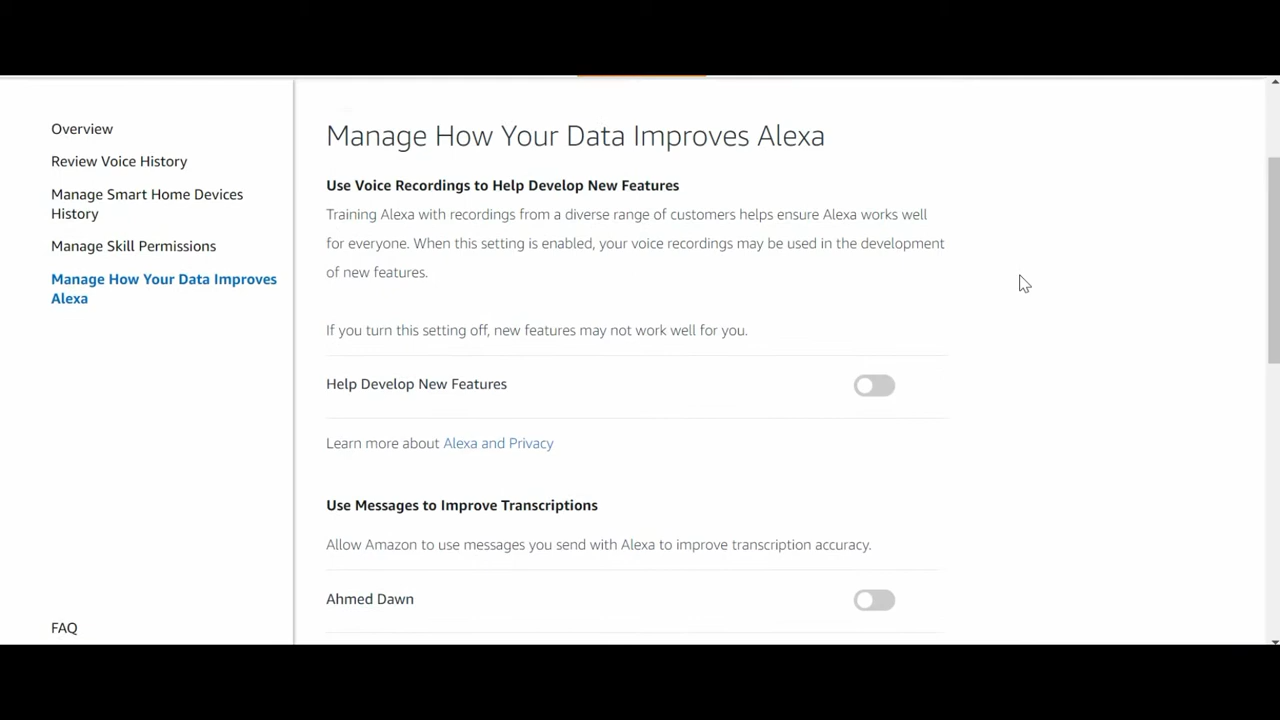 Overview
Review Voice History
Manage Smart Home Devices
History
Manage Skill Permissions
Manage How Your Data Improves
Alexa
FAQ
Manage How Your Data Improves Alexa
Use Voice Recordings to Help Develop New Features
Training Alexa with recordings from a diverse range of customers helps ensure Alexa works well
for everyone. When this setting is enabled, your voice recordings may be used in the development
of new features.
If you turn this setting off, new features may not work well for you.
Help Develop New Features
Learn more about Alexa and Privacy
Use Messages to Improve Transcriptions
Allow Amazon to use messages you send with Alexa to improve transcription accuracy.
Ahmed Dawn